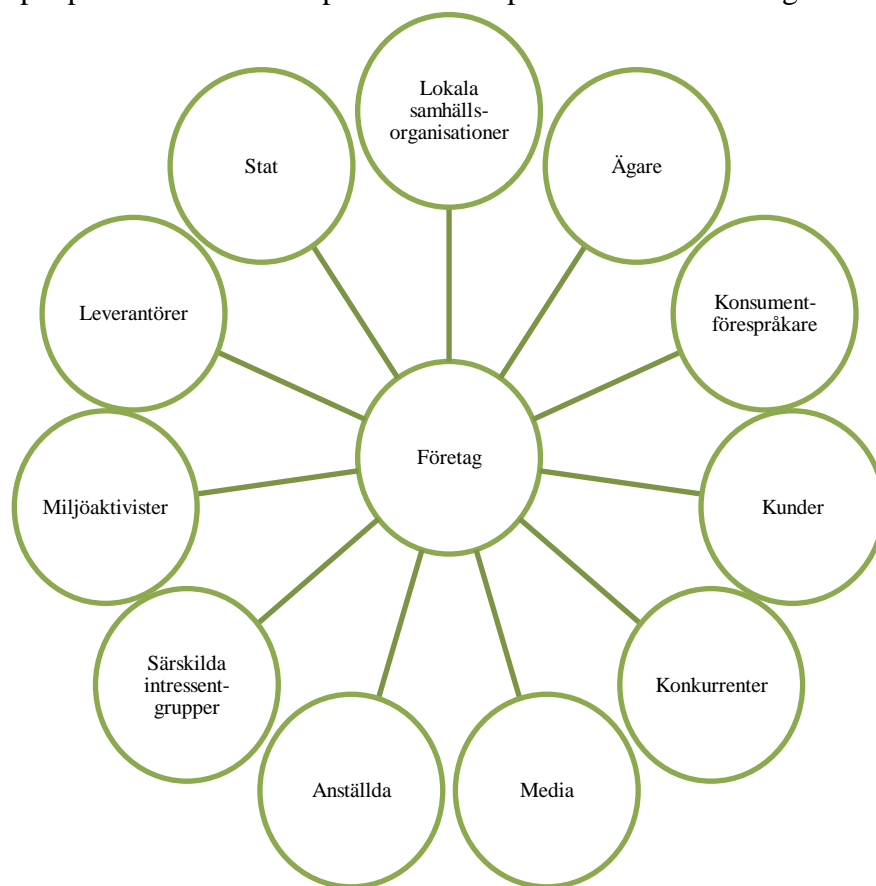 Lokala
samhälls-
organisationer
Stat
Ägare
Leverantörer
Konsument-
förespråkare
Företag
Miljöaktivister
Kunder
Särskilda
intressent-
grupper
Konkurrenter
Anställda
Media